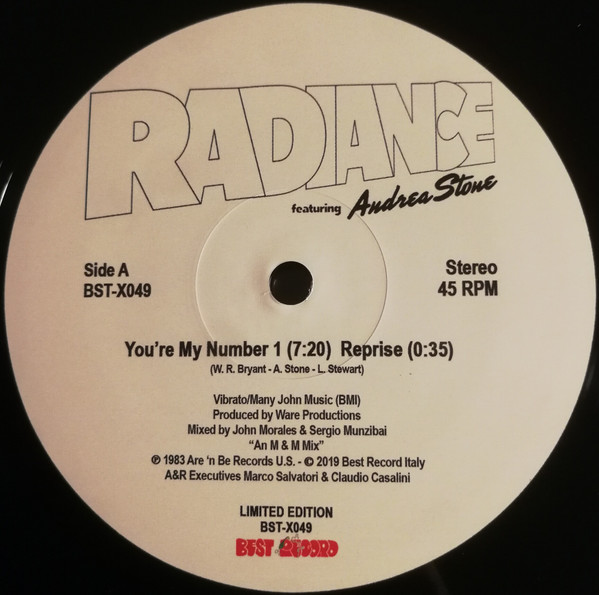 RADIANCE
featuring Andrea Stone
Side A
BST-X049
Stereo
45 RPM
You're My Number 1 (7:20) Reprise (0:35)
(W. R. Bryant - A. Stone - L. Stewart)
Vibrato/Many John Music (BMI)
Produced by Ware Productions
Mixed by John Morales & Sergio Munzibai
“An M & M Mix”
℗ 1983 Are ‘n Be Records U.S. - © 2019 Best Record Italy
A&R Executives Marco Salvatori & Claudio Casalini
LIMITED EDITION
BST-X049
BEST RECORD